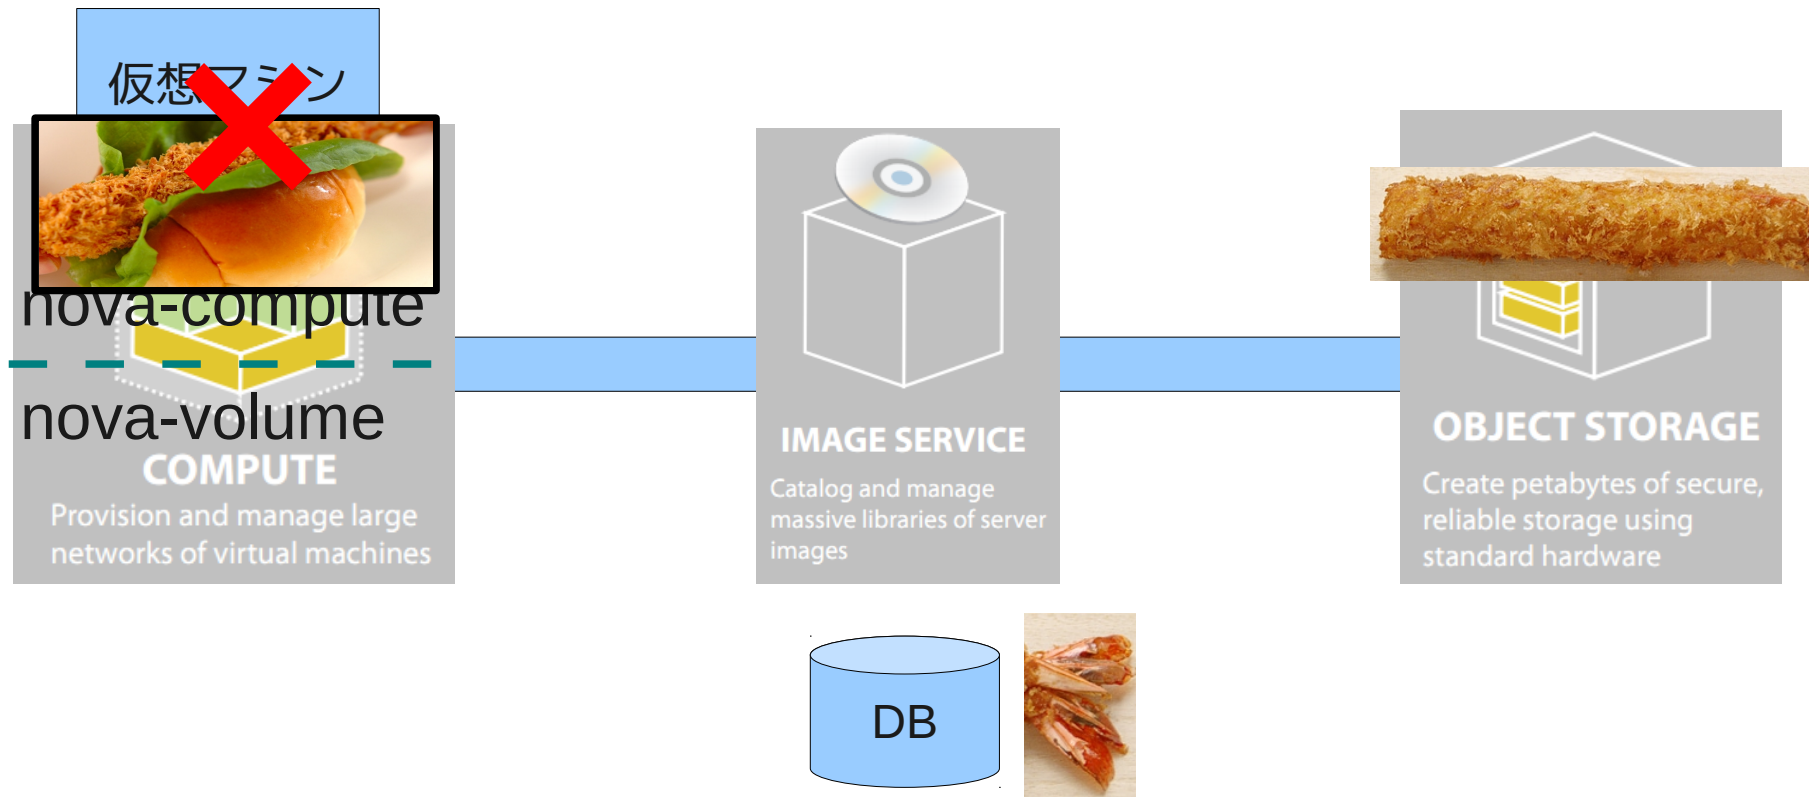 仮想マシン
nova-compute
nova-volume
COMPUTE
Provision and manage large
networks of virtual machines
IMAGE SERVICE
Catalog and manage
massive libraries of server
images
OBJECT STORAGE
Create petabytes of secure,
reliable storage using
standard hardware
DB